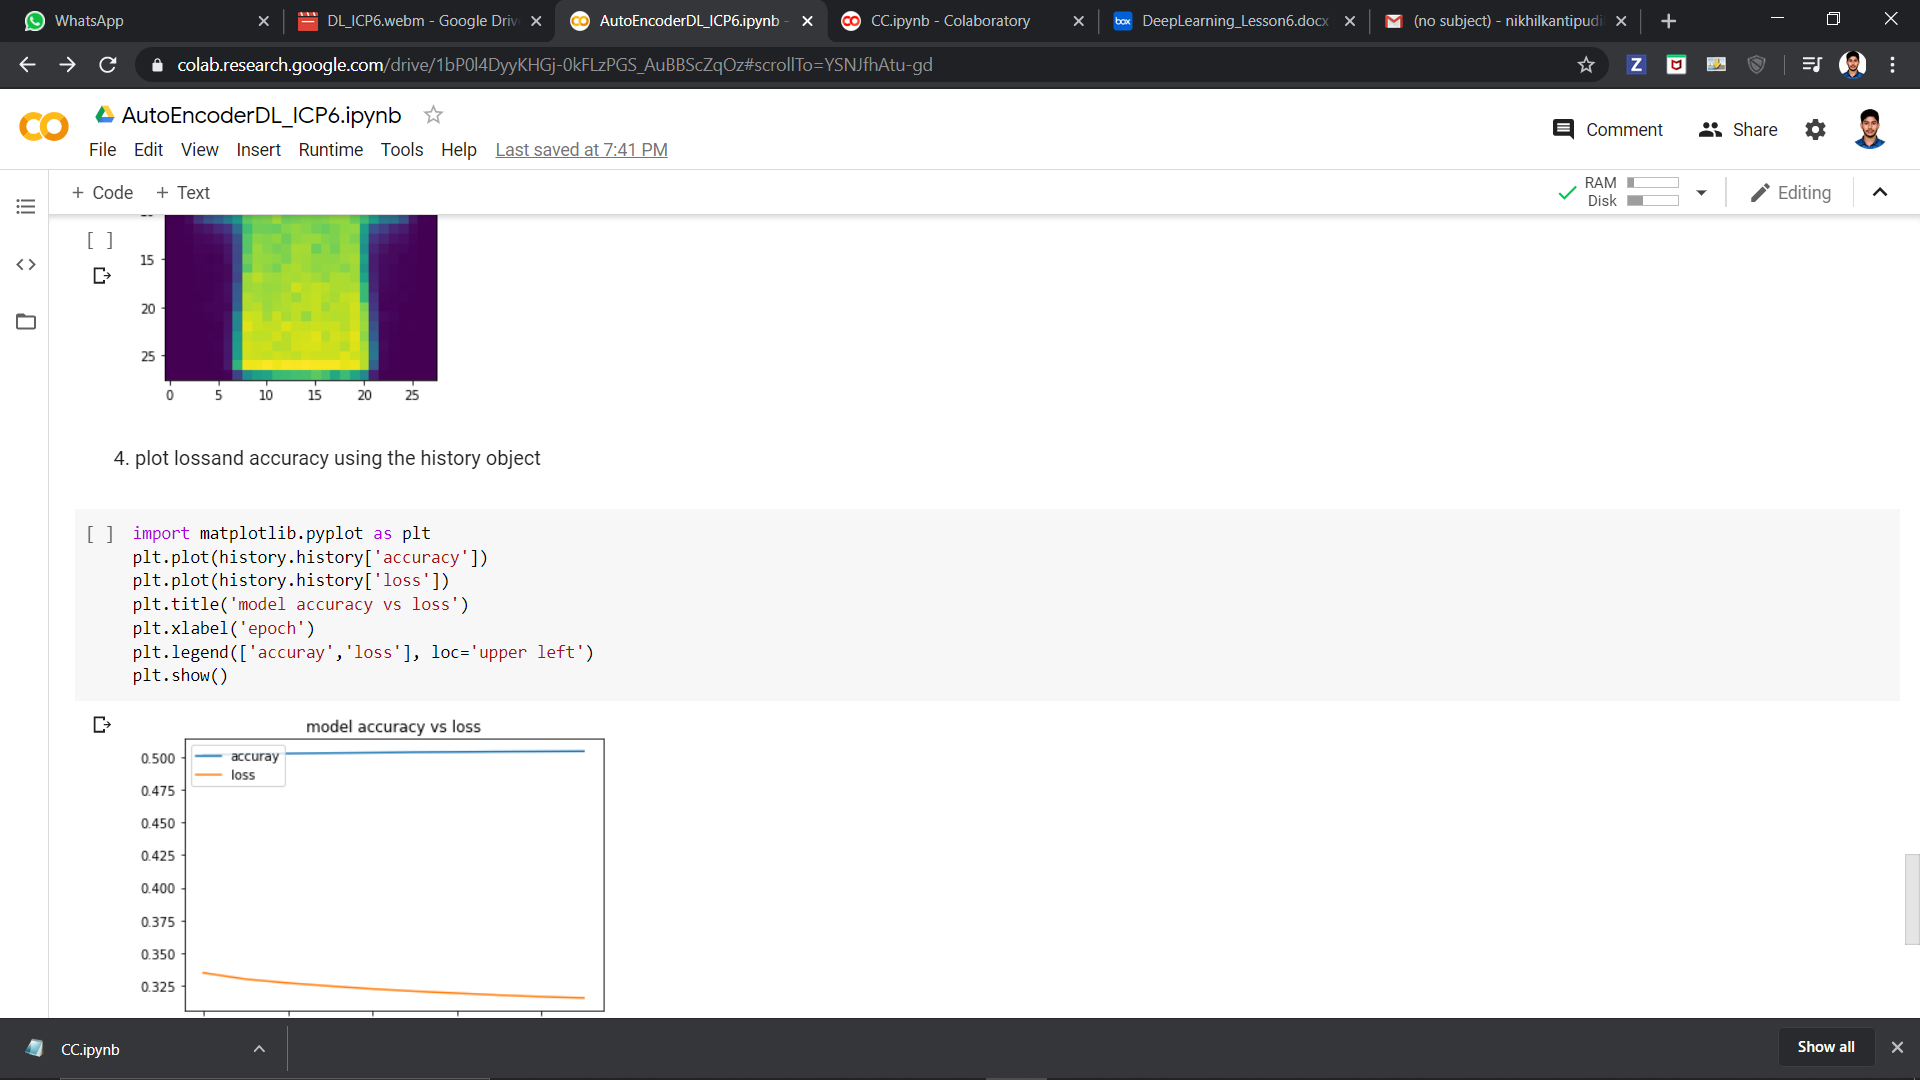 WhatsApp
DL_ICP6.webm - Google Driv
AutoEncoderDL_ICP6.ipynb -
CC.ipynb - Colaboratory
box DeepLearning_Lesson6.docx
(no subject) - nikhilkantipudi
colab.research.google.com/drive/1bP0l4DyyKHGj-0kFLzPGS_AuBBScZqOz#scrollTo=YSNJfhAtu-gd
Z
AutoEncoderDL_ICP6.ipynb
Comment Share
File Edit View Insert Runtime Tools Help Last saved at 7:41 PM
+ Code + Text
RAM
Disk
Editing
[ ]
15
20
25
0 5 10 15 20 25
4. plot lossand accuracy using the history object
[ ] import matplotlib.pyplot as plt
plt.plot(history.history['accuracy'])
plt.plot(history.history['loss'])
plt.title('model accuracy vs loss')
plt.xlabel('epoch')
plt.legend(['accuray','loss'], loc='upper left')
plt.show()
model accuracy vs loss
accuray
loss
0.500
0.475
0.450
0.425
0.400
0.375
0.350
0.325
CC.ipynb
Show all